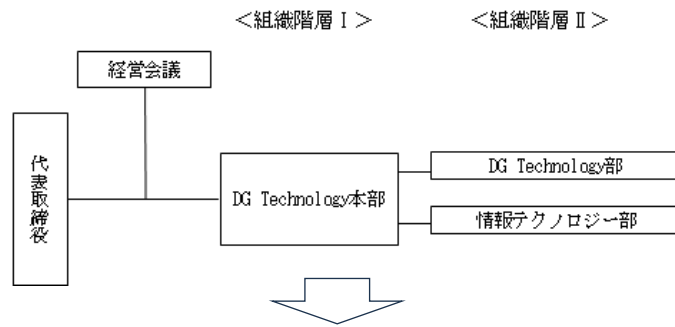 ＜組織階層Ⅰ＞
＜組織階層Ⅱ＞
経営会議
代表取締役
DG Technology本部
DG Technology部
情報テクノロジー部